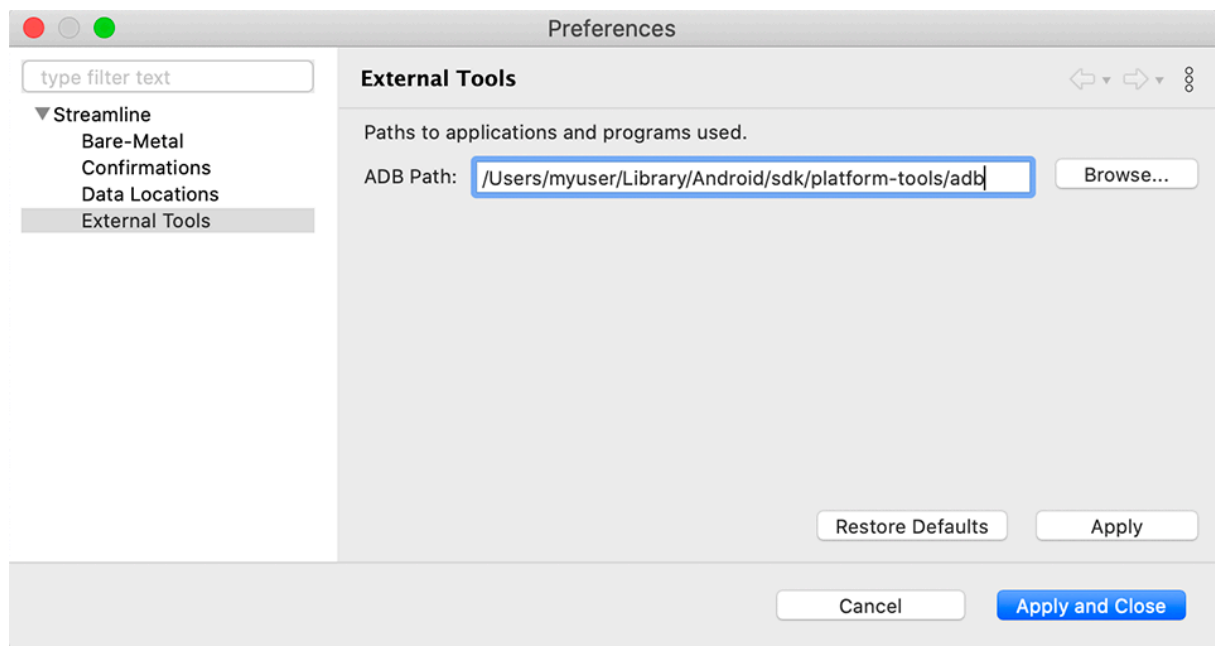 Preferences
type filter text
Streamline
Bare-Metal
Confirmations
Data Locations
External Tools
External Tools
Paths to applications and programs used.
ADB Path: /Users/myuser/Library/Android/sdk/platform-tools/adb Browse...
Restore Defaults Apply
Cancel Apply and Close